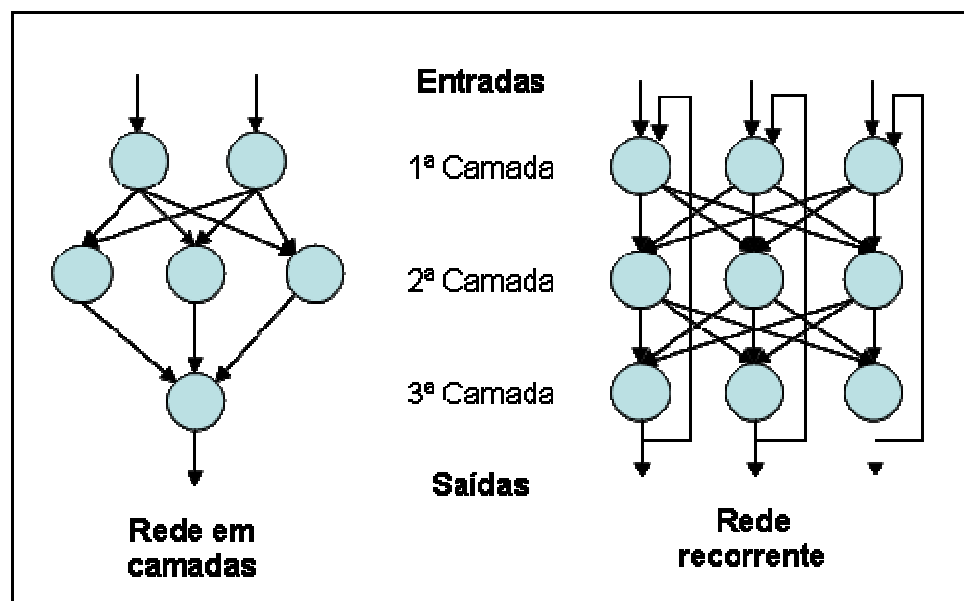 Entradas
1ª Camada
2ª Camada
3ª Camada
Saídas
Rede em
camadas
Rede
recorrente